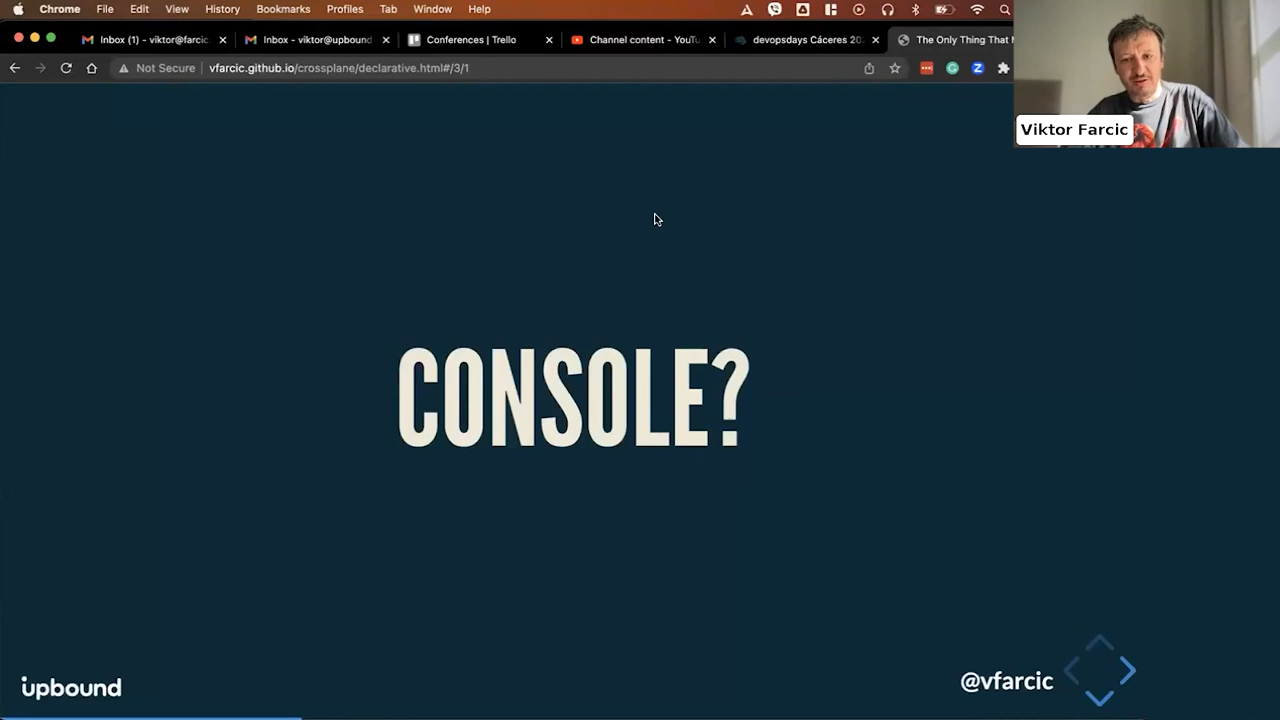 Chrome File Edit View History Bookmarks Profiles Tab Window Help
Inbox (1) - viktor@farcic. Inbox - viktor@upbound Conferences | Trello Channel content - YouTu devopsdays Cáceres 202 The Only Thing That M
Not Secure vfarcic.github.io/crossplane/declarative.html#/3/1
Viktor Farcic
CONSOLE?
upbound
@vfarcic